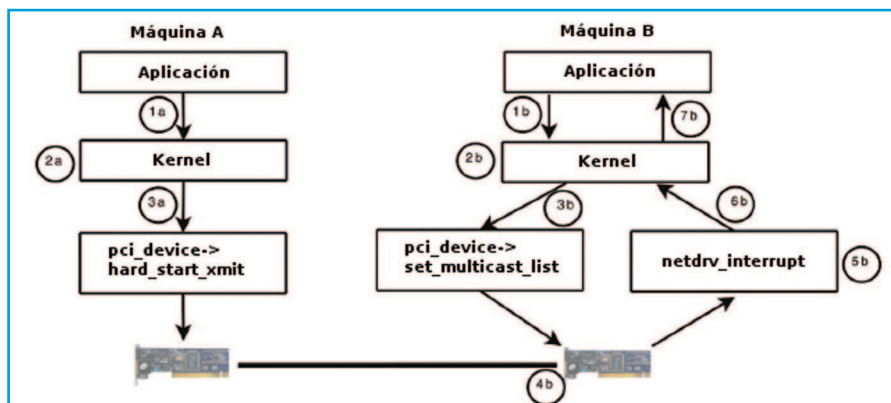 Máquina A
Máquina B
Aplicación
Aplicación
1a
1b
7b
2a
Kernel
2b
Kernel
3a
3b
6b
pci_device->
hard_start_xmit
pci_device->
set_multicast_list
netdrv_interrupt
5b
4b